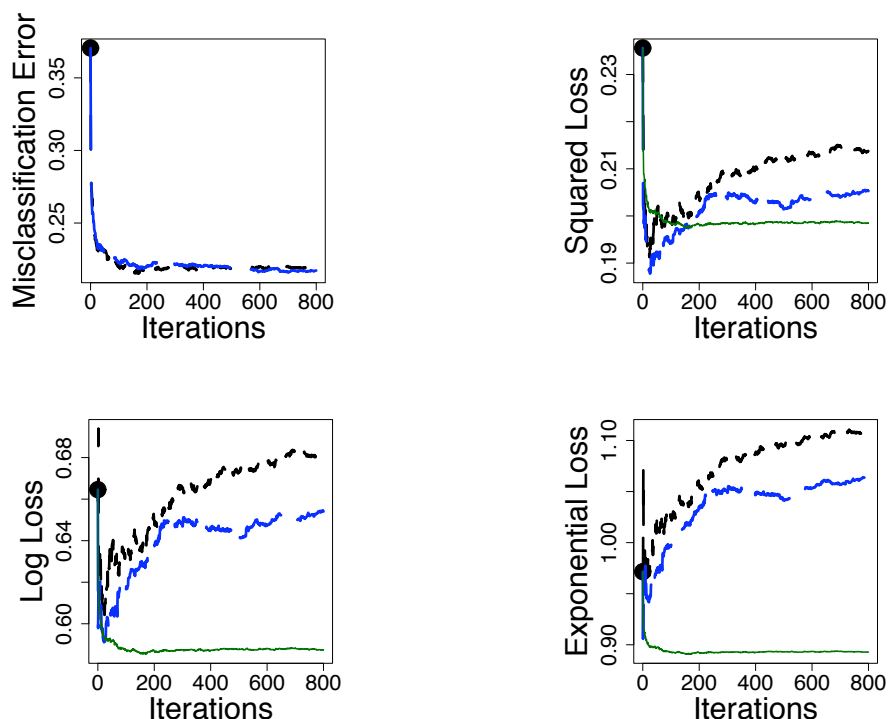 Misclassification Error
0.35
0.30
0.25
0 200 400 600 800
Iterations
Squared Loss
0.23
0.21
0.19
0 200 400 600 800
Iterations
Log Loss
0.68
0.64
0.60
0 200 400 600 800
Iterations
Exponential Loss
1.10
1.00
0.90
0 200 400 600 800
Iterations